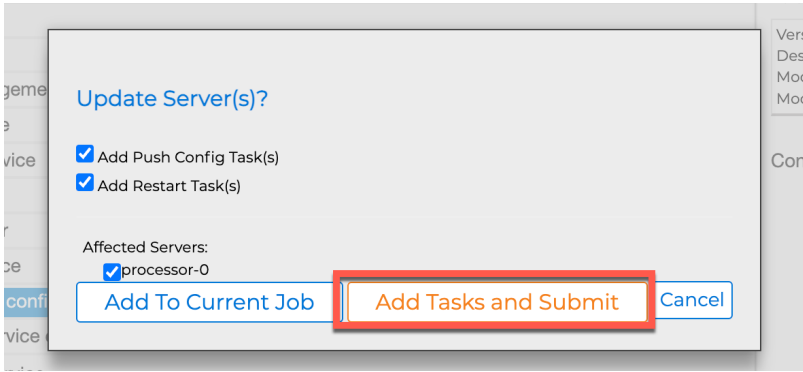 Update Server(s)?
Add Push Config Task(s)
Add Restart Task(s)
Affected Servers:
processor-0
Add To Current Job
Add Tasks and Submit
Cancel